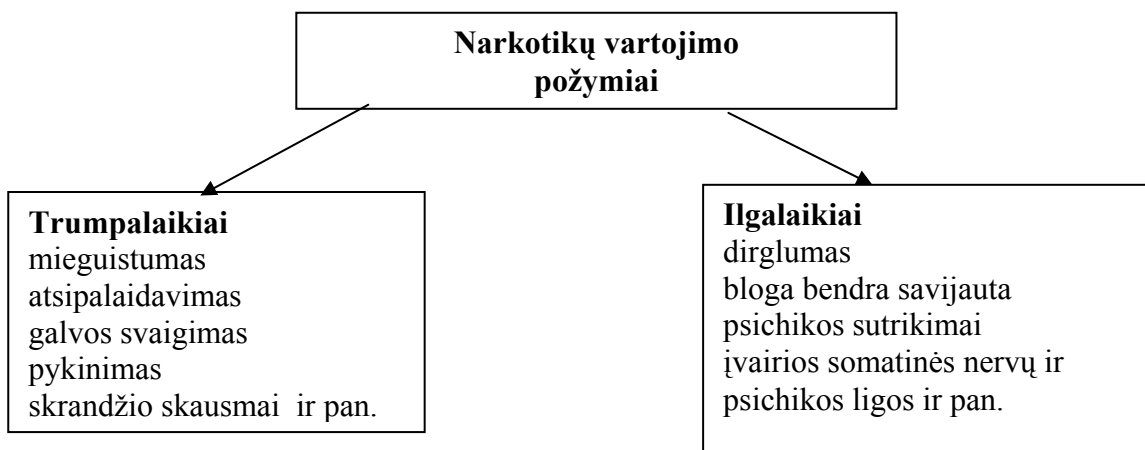 Narkotikų vartojimo
požymiai
Trumpalaikiai
mieguistumas
atsipalaidavimas
galvos svaigimas
pykinimas
skrandžio skausmai ir pan.
Ilgalaikiai
dirglumas
bloga bendra savijauta
psichikos sutrikimai
įvairios somatinės nervų ir
psichikos ligos ir pan.